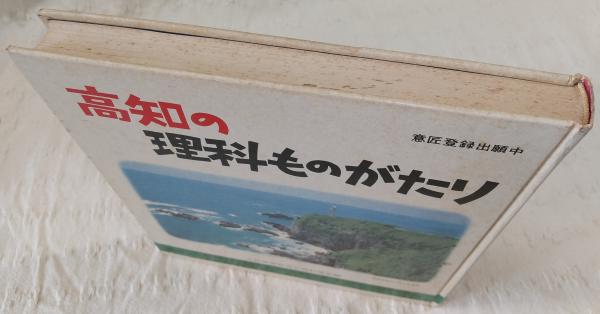 高知の
理科ものがたり
意匠登録出願中